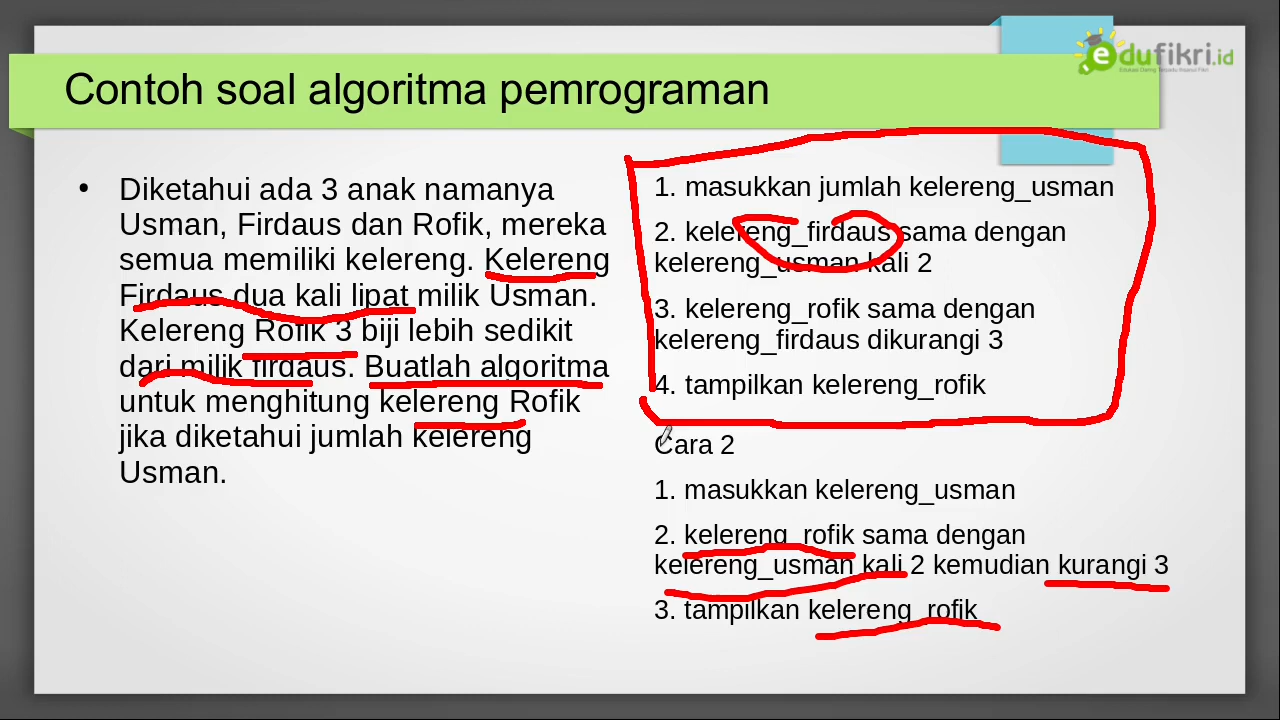 edufikri.id
Contoh soal algoritma pemrograman
• Diketahui ada 3 anak namanya
Usman, Firdaus dan Rofik, mereka
semua memiliki kelereng. Kelereng
Firdaus dua kali lipat milik Usman.
Kelereng Rofik 3 biji lebih sedikit
dari milik firdaus. Buatlah algoritma
untuk menghitung kelereng Rofik
jika diketahui jumlah kelereng
Usman.
1. masukkan jumlah kelereng_usman
2. kelereng_firdaus sama dengan
kelereng_usman kali 2
3. kelereng_rofik sama dengan
kelereng_firdaus dikurangi 3
4. tampilkan kelereng_rofik
Cara 2
1. masukkan kelereng_usman
2. kelereng_rofik sama dengan
kelereng_usman kali 2 kemudian kurangi 3
3. tampilkan kelereng_rofik